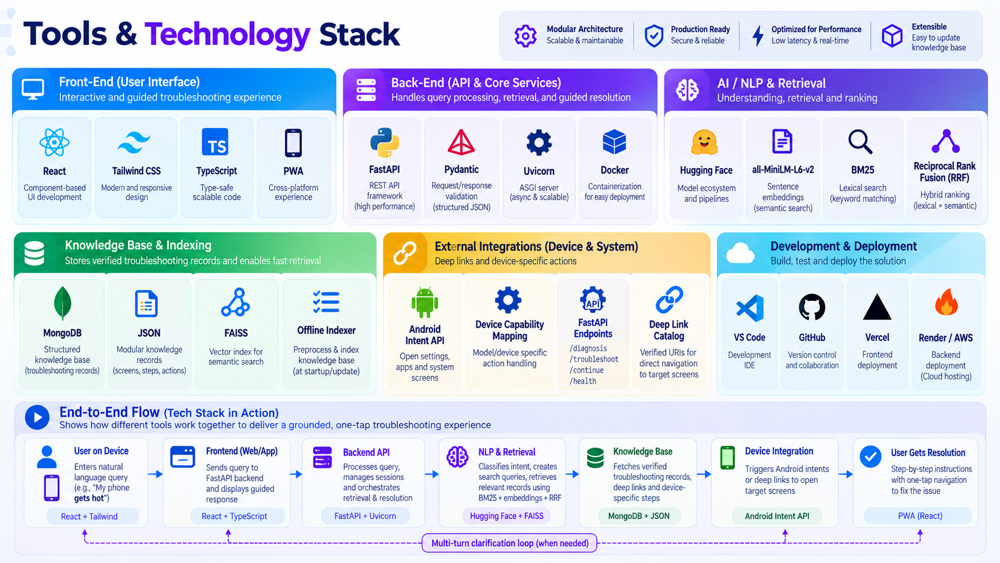 Tools & Technology Stack
Modular Architecture
Scalable & maintainable
Production Ready
Secure & reliable
Optimized for Performance
Low latency & real-time
Extensible
Easy to update
knowledge base
Front-End (User Interface)
Interactive and guided troubleshooting experience
React
Component-based
UI development
Tailwind CSS
Modern and responsive
design
TS
TypeScript
Type-safe
scalable code
PWA
Cross-platform
experience
Back-End (API & Core Services)
Handles query processing, retrieval, and guided resolution
FastAPI
REST API
framework
(high performance)
Pydantic
Request/response
validation
(structured JSON)
Uvicorn
ASGI server
(async & scalable)
Docker
Containerization
for easy deployment
AI / NLP & Retrieval
Understanding, retrieval and ranking
Hugging Face
Model ecosystem
and pipelines
all-MiniLM-L6-v2
Sentence
embeddings
(semantic search)
BM25
Lexical search
(keyword matching)
Reciprocal Rank
Fusion (RRF)
Hybrid ranking
(lexical + semantic)
Knowledge Base & Indexing
Stores verified troubleshooting records and enables fast retrieval
MongoDB
Structured
knowledge base
(troubleshooting records)
JSON
Modular knowledge
records
(screens, steps, actions)
FAISS
Vector index for
semantic search
Offline Indexer
Preprocess & index
knowledge base
(at startup/update)
External Integrations (Device & System)
Deep links and device-specific actions
Android
Intent API
Open settings,
apps and system
screens
Device Capability
Mapping
Model/device specific
action handling
API
FastAPI
Endpoints
/diagnosis
/troubleshoot
/continue
/health
Deep Link
Catalog
Verified URIs for
direct navigation
to target screens
Development & Deployment
Build, test and deploy the solution
VS Code
Development
IDE
GitHub
Version control
and collaboration
Vercel
Frontend
deployment
Render / AWS
Backend
deployment
(Cloud hosting)
End-to-End Flow (Tech Stack in Action)
Shows how different tools work together to deliver a grounded, one-tap troubleshooting experience
User on Device
Enters natural
language query
(e.g., "My phone
gets hot")
React + Tailwind
Frontend (Web/App)
Sends query to
FastAPI backend
and displays guided
response
React + TypeScript
Backend API
Processes query,
manages sessions
and orchestrates
retrieval & resolution
FastAPI + Uvicorn
NLP & Retrieval
Classifies intent, creates
search queries, retrieves
relevant records using
BM25 + embeddings + RRF
Hugging Face + FAISS
Knowledge Base
Fetches verified
troubleshooting records,
deep links and device-
specific steps
MongoDB + JSON
Device Integration
Triggers Android intents
or deep links to open
target screens
Android Intent API
User Gets Resolution
Step-by-step instructions
with one-tap navigation
to fix the issue
PWA (React)
Multi-turn clarification loop (when needed)